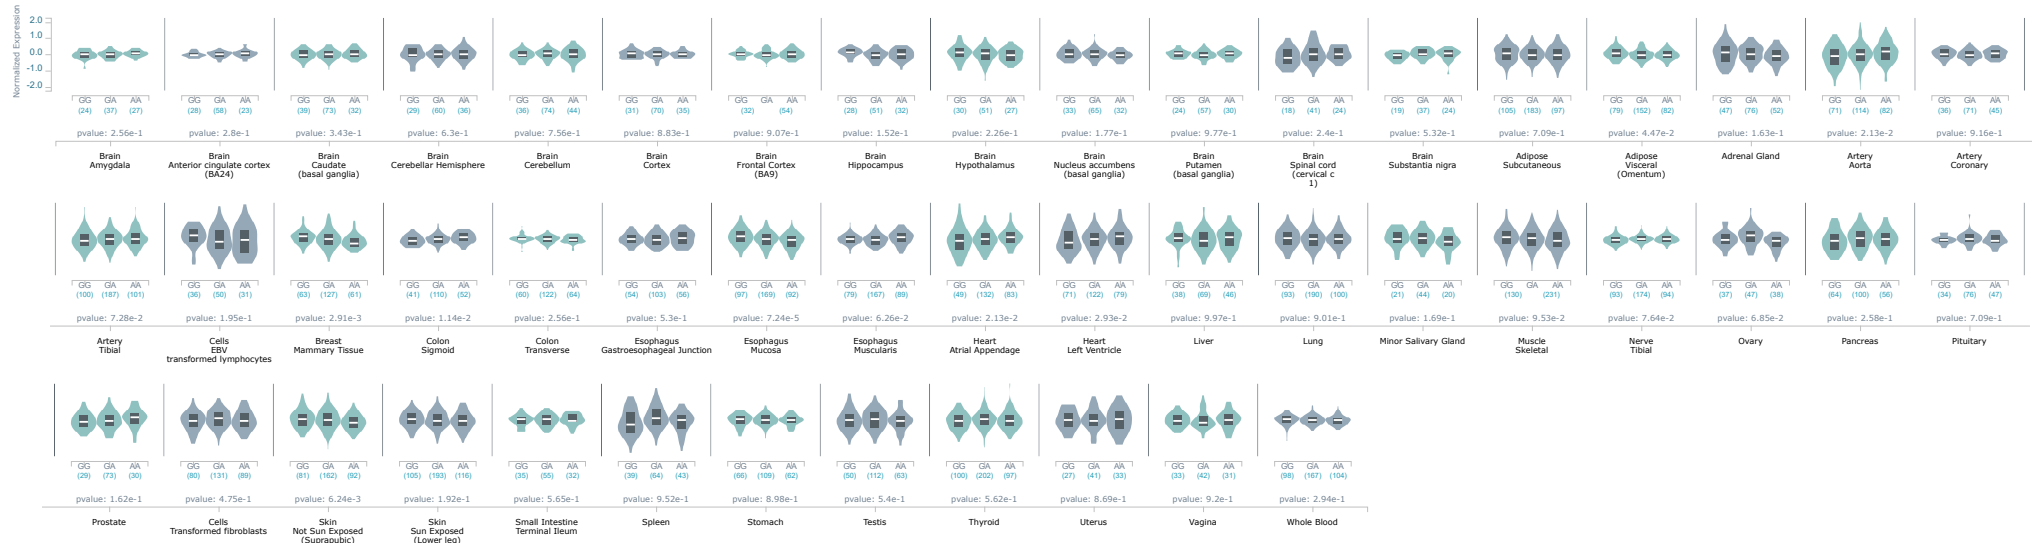 Normalized Expression
2.0
1.0
0.0
-1.0
-2.0
GG GA AA GG GA AA GG GA AA GG GA AA GG GA AA GG GA AA GG GA AA GG GA AA GG GA AA GG GA AA GG GA AA GG GA AA GG GA AA GG GA AA GG GA AA GG GA AA GG GA AA GG GA AA
(24) (37) (27) (28) (58) (23) (39) (73) (32) (29) (60) (36) (36) (74) (44) (31) (70) (35) (32) (54) (28) (51) (32) (30) (51) (27) (33) (65) (32) (24) (57) (30) (18) (41) (24) (19) (37) (24) (105) (183) (97) (79) (152) (82) (47) (76) (52) (71) (114) (82) (36) (71) (45)
pvalue: 2.56e-1 pvalue: 2.8e-1 pvalue: 3.43e-1 pvalue: 6.3e-1 pvalue: 7.56e-1 pvalue: 8.83e-1 pvalue: 9.07e-1 pvalue: 1.52e-1 pvalue: 2.26e-1 pvalue: 1.77e-1 pvalue: 9.77e-1 pvalue: 2.4e-1 pvalue: 5.32e-1 pvalue: 7.09e-1 pvalue: 4.47e-2 pvalue: 1.63e-1 pvalue: 2.13e-2 pvalue: 9.16e-1
Brain Brain Brain Brain Brain Brain Brain Brain Brain Brain Brain Brain Brain Adipose Adipose Adrenal Gland Artery Artery
Amygdala Anterior cingulate cortex Caudate Cerebellar Hemisphere Cerebellum Cortex Frontal Cortex Hippocampus Hypothalamus Nucleus accumbens Putamen Spinal cord Substantia nigra Subcutaneous Visceral Aorta Coronary
(BA24) (basal ganglia) (BA9) (basal ganglia) (basal ganglia) (cervical c (Omentum)
1)
GG GA AA GG GA AA GG GA AA GG GA AA GG GA AA GG GA AA GG GA AA GG GA AA GG GA AA GG GA AA GG GA AA GG GA AA GG GA AA GG GA AA GG GA AA GG GA AA GG GA AA GG GA AA
(100) (187) (101) (36) (50) (31) (63) (127) (61) (41) (110) (52) (60) (122) (64) (54) (103) (56) (97) (169) (92) (79) (167) (89) (49) (132) (83) (71) (122) (79) (38) (69) (46) (93) (190) (100) (21) (44) (20) (130) (231) (93) (174) (94) (37) (47) (38) (64) (100) (56) (34) (76) (47)
pvalue: 7.28e-2 pvalue: 1.95e-1 pvalue: 2.91e-3 pvalue: 1.14e-2 pvalue: 2.56e-1 pvalue: 5.3e-1 pvalue: 7.24e-5 pvalue: 6.26e-2 pvalue: 2.13e-2 pvalue: 2.93e-2 pvalue: 9.97e-1 pvalue: 9.01e-1 pvalue: 1.69e-1 pvalue: 9.53e-2 pvalue: 7.64e-2 pvalue: 6.85e-2 pvalue: 2.58e-1 pvalue: 7.09e-1
Artery Cells Breast Colon Colon Esophagus Esophagus Esophagus Heart Heart Liver Lung Minor Salivary Gland Muscle Nerve Ovary Pancreas Pituitary
Tibial EBV Mammary Tissue Sigmoid Transverse Gastroesophageal Junction Mucosa Muscularis Atrial Appendage Left Ventricle Skeletal Tibial
transformed lymphocytes
GG GA AA GG GA AA GG GA AA GG GA AA GG GA AA GG GA AA GG GA AA GG GA AA GG GA AA GG GA AA GG GA AA GG GA AA
(29) (73) (30) (80) (131) (89) (81) (162) (92) (105) (193) (116) (35) (55) (32) (39) (64) (43) (66) (109) (62) (50) (112) (63) (100) (202) (97) (27) (41) (33) (33) (42) (31) (98) (167) (104)
pvalue: 1.62e-1 pvalue: 4.75e-1 pvalue: 6.24e-3 pvalue: 1.92e-1 pvalue: 5.65e-1 pvalue: 9.52e-1 pvalue: 8.98e-1 pvalue: 5.4e-1 pvalue: 5.62e-1 pvalue: 8.69e-1 pvalue: 9.2e-1 pvalue: 2.94e-1
Prostate Cells Skin Skin Small Intestine Spleen Stomach Testis Thyroid Uterus Vagina Whole Blood
Transformed fibroblasts Not Sun Exposed Sun Exposed Terminal Ileum
(Suprapubic) (Lower leg)